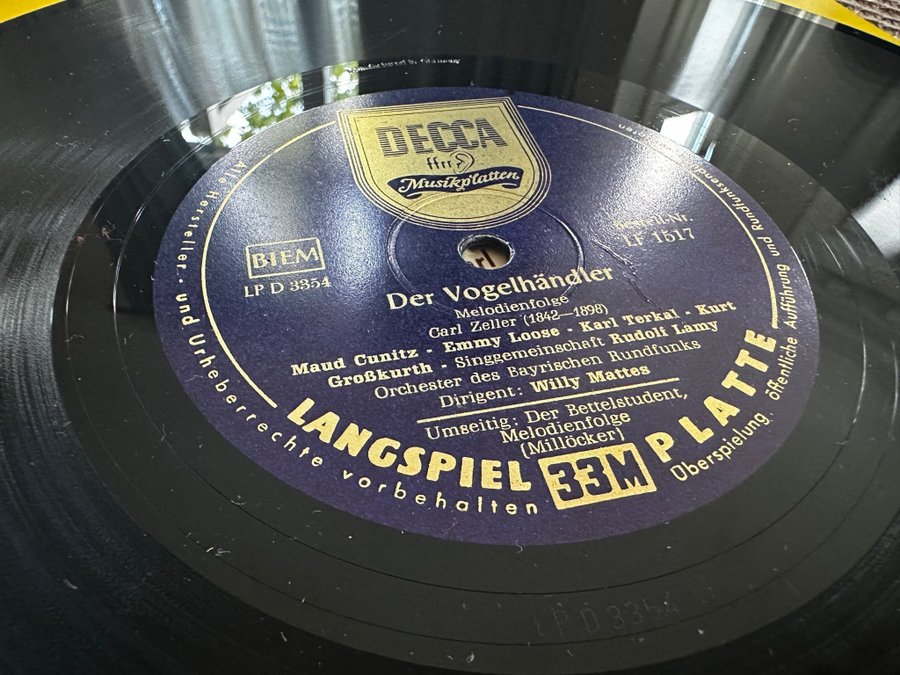 DECCA
ffrr
Musikplatten
BIEM
LP D 3354
Bestell-Nr.
LF 1517
Der Vogelhändler
Melodienfolge
Carl Zeller (1842—1898)
Maud Cunitz - Emmy Loose - Karl Terkal - Kurt
Großkurth - Singgemeinschaft Rudolf Lamy
Orchester des Bayrischen Rundfunks
Dirigent: Willy Mattes
Umseitig: Der Bettelstudent,
Melodienfolge
(Millöcker)
LANGSPIEL 33M PLATTE
Alle Hersteller- und Urheberrechte vorbehalten
Überspielung, öffentliche Aufführung und Rundfunksendung
LP D 3354